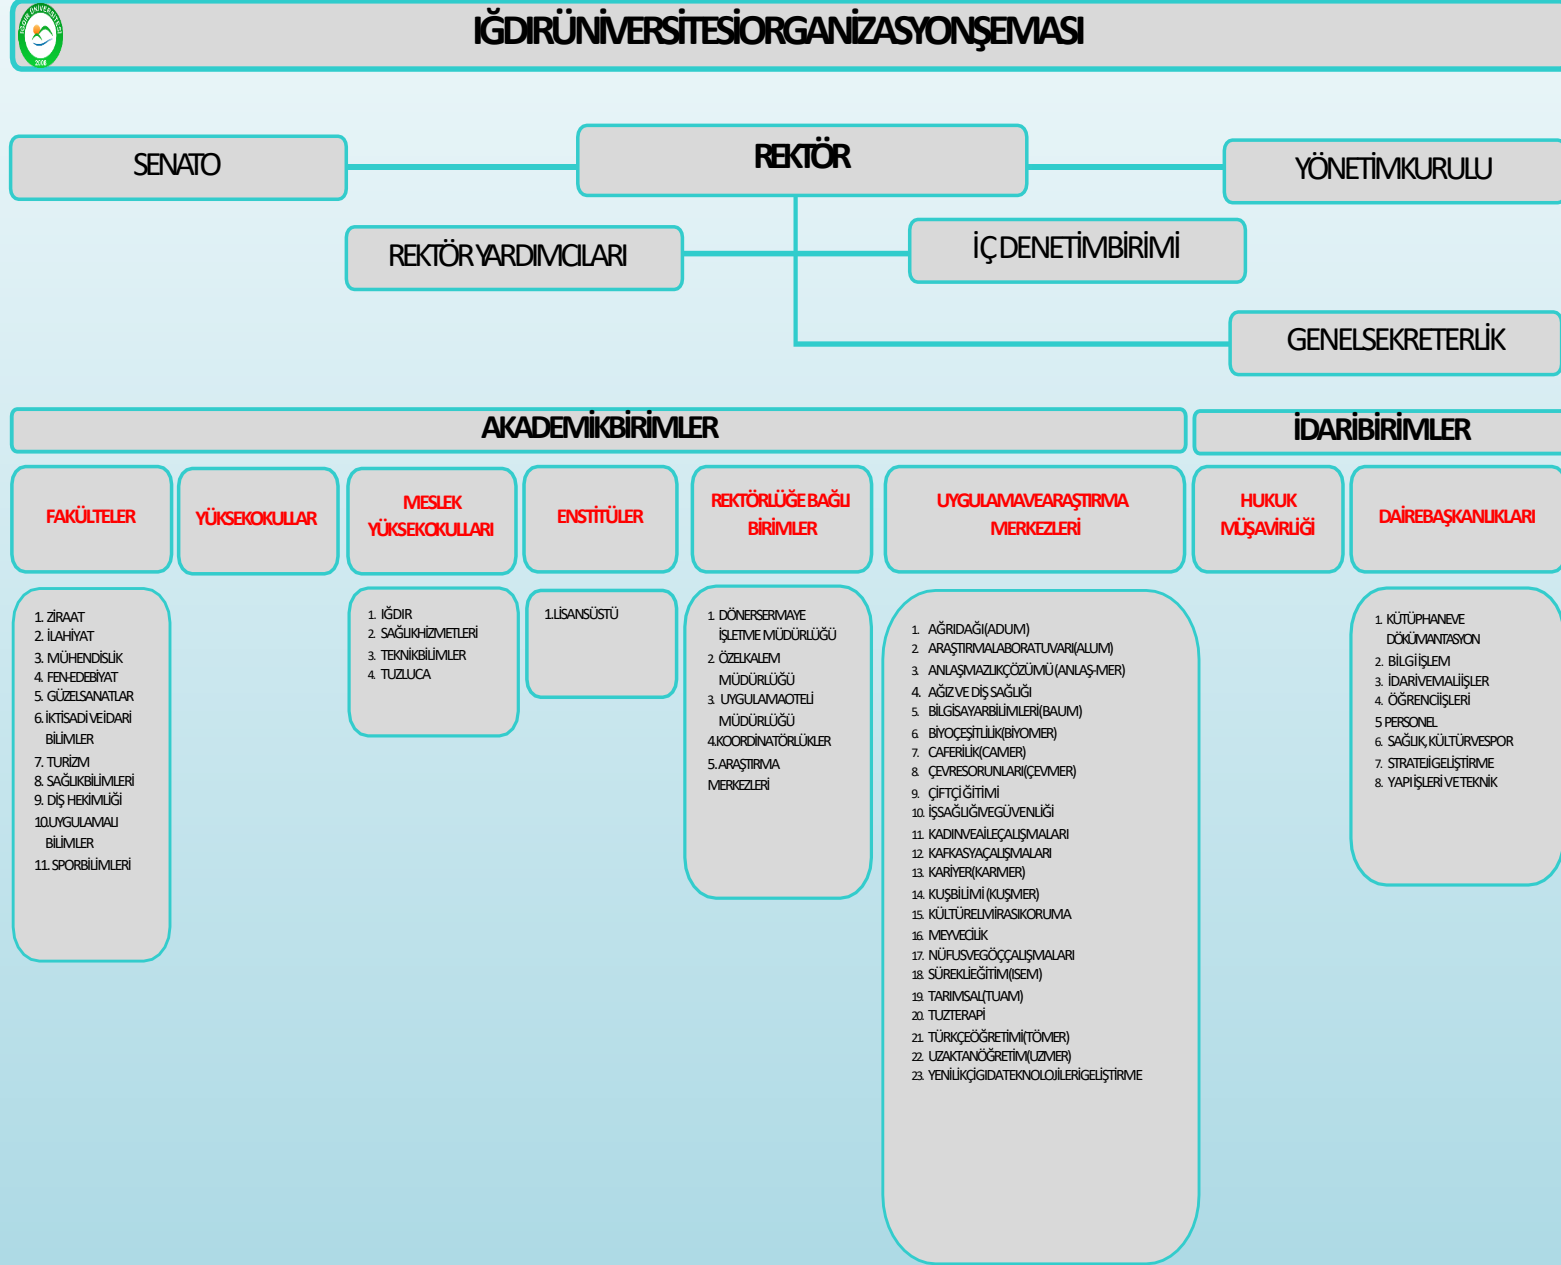 IĞDIR ÜNİVERSİTESİ
2008
IĞDIRÜNİVERSİTESİORGANİZASYONŞEMASI
SENATO
REKTÖR
YÖNETİMKURULU
REKTÖR YARDIMCILARI
İÇ DENETİMBİRİMİ
GENELSEKRETERLİK
AKADEMİKBİRİMLER
İDARİBİRİMLER
FAKÜLTELER
YÜKSEKOKULLAR
MESLEK
YÜKSEKOKULLARI
ENSTİTÜLER
REKTÖRLÜĞE BAĞLI
BİRİMLER
UYGULAMAVEARAŞTIRMA
MERKEZLERİ
HUKUK
MÜŞAVİRLİĞİ
DAİREBAŞKANLIKLARI
1. ZİRAAT
2. İLAHİYAT
3. MÜHENDİSLİK
4. FEN-EDEBİYAT
5. GÜZELSANATLAR
6. İKTİSADİ VEİDARİ
BİLİMLER
7. TURİZM
8. SAĞLIKBİLİMLERİ
9. DİŞ HEKİMLİĞİ
10.UYGULAMALI
BİLİMLER
11. SPORBİLİMLERİ
1. IĞDIR
2. SAĞLIKHİZMETLERİ
3. TEKNİKBİLİMLER
4. TUZLUCA
1.LİSANSÜSTÜ
1. DÖNERSERMAYE
İŞLETME MÜDÜRLÜĞÜ
2. ÖZELKALEM
MÜDÜRLÜĞÜ
3. UYGULAMAOTELİ
MÜDÜRLÜĞÜ
4.KOORDİNATÖRLÜKLER
5. ARAŞTIRMA
MERKEZLERİ
1. AĞRIDAĞI(ADUM)
2. ARAŞTIRMALABORATUVARI(ALUM)
3. ANLAŞMAZLIKÇÖZÜMÜ (ANLAŞ-MER)
4. AĞIZ VE DİŞ SAĞLIĞI
5. BİLGİSAYARBİLİMLERİ(BAUM)
6. BİYOÇEŞİTLİLİK(BİYOMER)
7. CAFERİLİK(CAMER)
8. ÇEVRESORUNLARI(ÇEVMER)
9. ÇİFTÇİ ĞİTİMİ
10. İŞSAĞLIĞIVEGÜVENLİĞİ
11. KADINVEAİLEÇALIŞMALARI
12. KAFKASYAÇALIŞMALARI
13. KARİYER(KARMER)
14. KUŞBİLİMİ (KUŞMER)
15. KÜLTÜRELMİRASIKORUMA
16. MEYVECİLİK
17. NÜFUSVEGÖÇÇALIŞMALARI
18. SÜREKLİEĞİTİM(ISEM)
19. TARIMSAL(TUAM)
20. TUZTERAPİ
21. TÜRKÇEÖĞRETİMİ(TÖMER)
22. UZAKTANÖĞRETİM(UZMER)
23. YENİLİKÇİGIDATEKNOLOJİLERİGELİŞTİRME
1. KÜTÜPHANEVE
DÖKÜMANTASYON
2. BİLGİ İŞLEM
3. İDARİVEMALİİŞLER
4. ÖĞRENCİİŞLERİ
5 PERSONEL
6. SAĞLIK, KÜLTÜRVESPOR
7. STRATEJİGELİŞTİRME
8. YAPI İŞLERİ VE TEKNİK